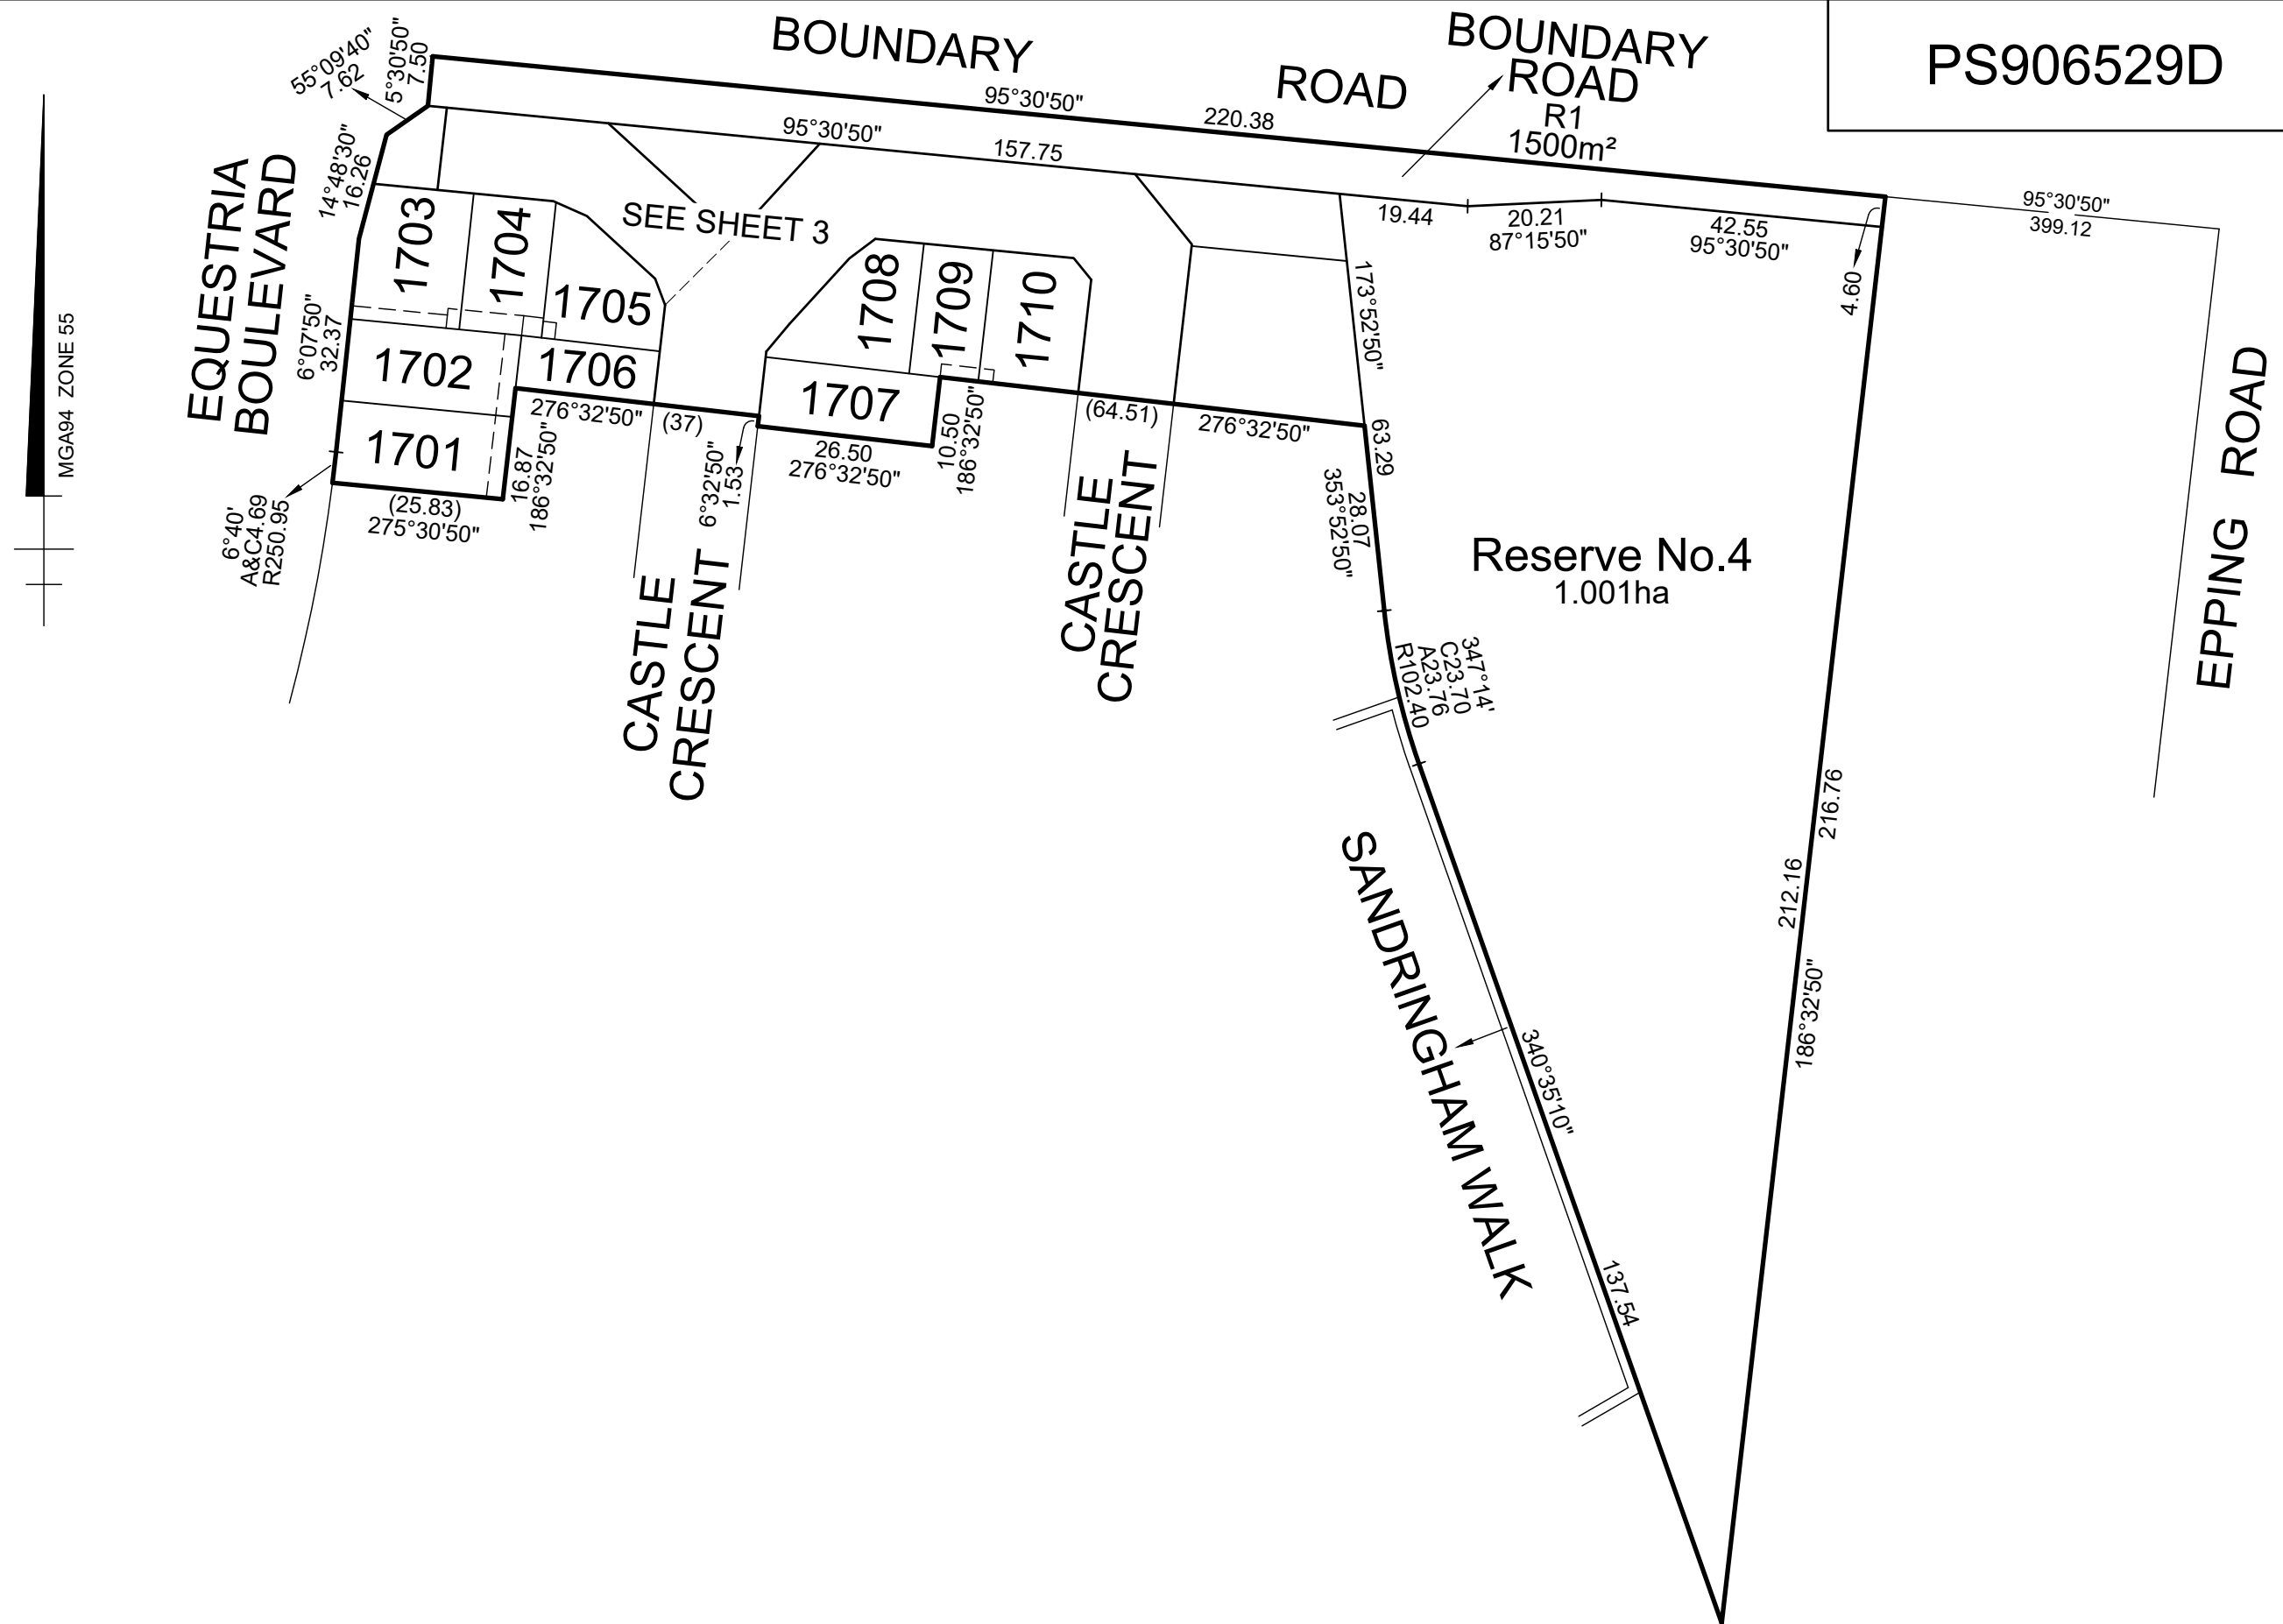 PS906529D
BOUNDARY
ROAD
BOUNDARY
ROAD
R1
1500m²
95°30'50"
220.38
95°30'50"
157.75
55°09'40"
7.62
5°30'50"
7.50
14°48'30"
16.26
EQUESTRIA
BOULEVARD
6°07'50"
32.37
MGA94 ZONE 55
SEE SHEET 3
1703
1704
1705
1702
1706
1701
1708
1709
1710
1707
19.44
20.21
87°15'50"
42.55
95°30'50"
4.60
95°30'50"
399.12
EPPING ROAD
173°52'50"
63.29
276°32'50"
(37)
6°32'50"
1.53
26.50
276°32'50"
10.50
186°32'50"
(64.51)
276°32'50"
16.87
186°32'50"
(25.83)
275°30'50"
6°40'
A&C4.69
R250.95
CASTLE
CRESCENT
CASTLE
CRESCENT
28.07
353°52'50"
Reserve No.4
1.001ha
347°14'
C23.70
A23.76
R102.40
SANDRINGHAM WALK
340°35'10"
137.54
216.76
212.16
186°32'50"